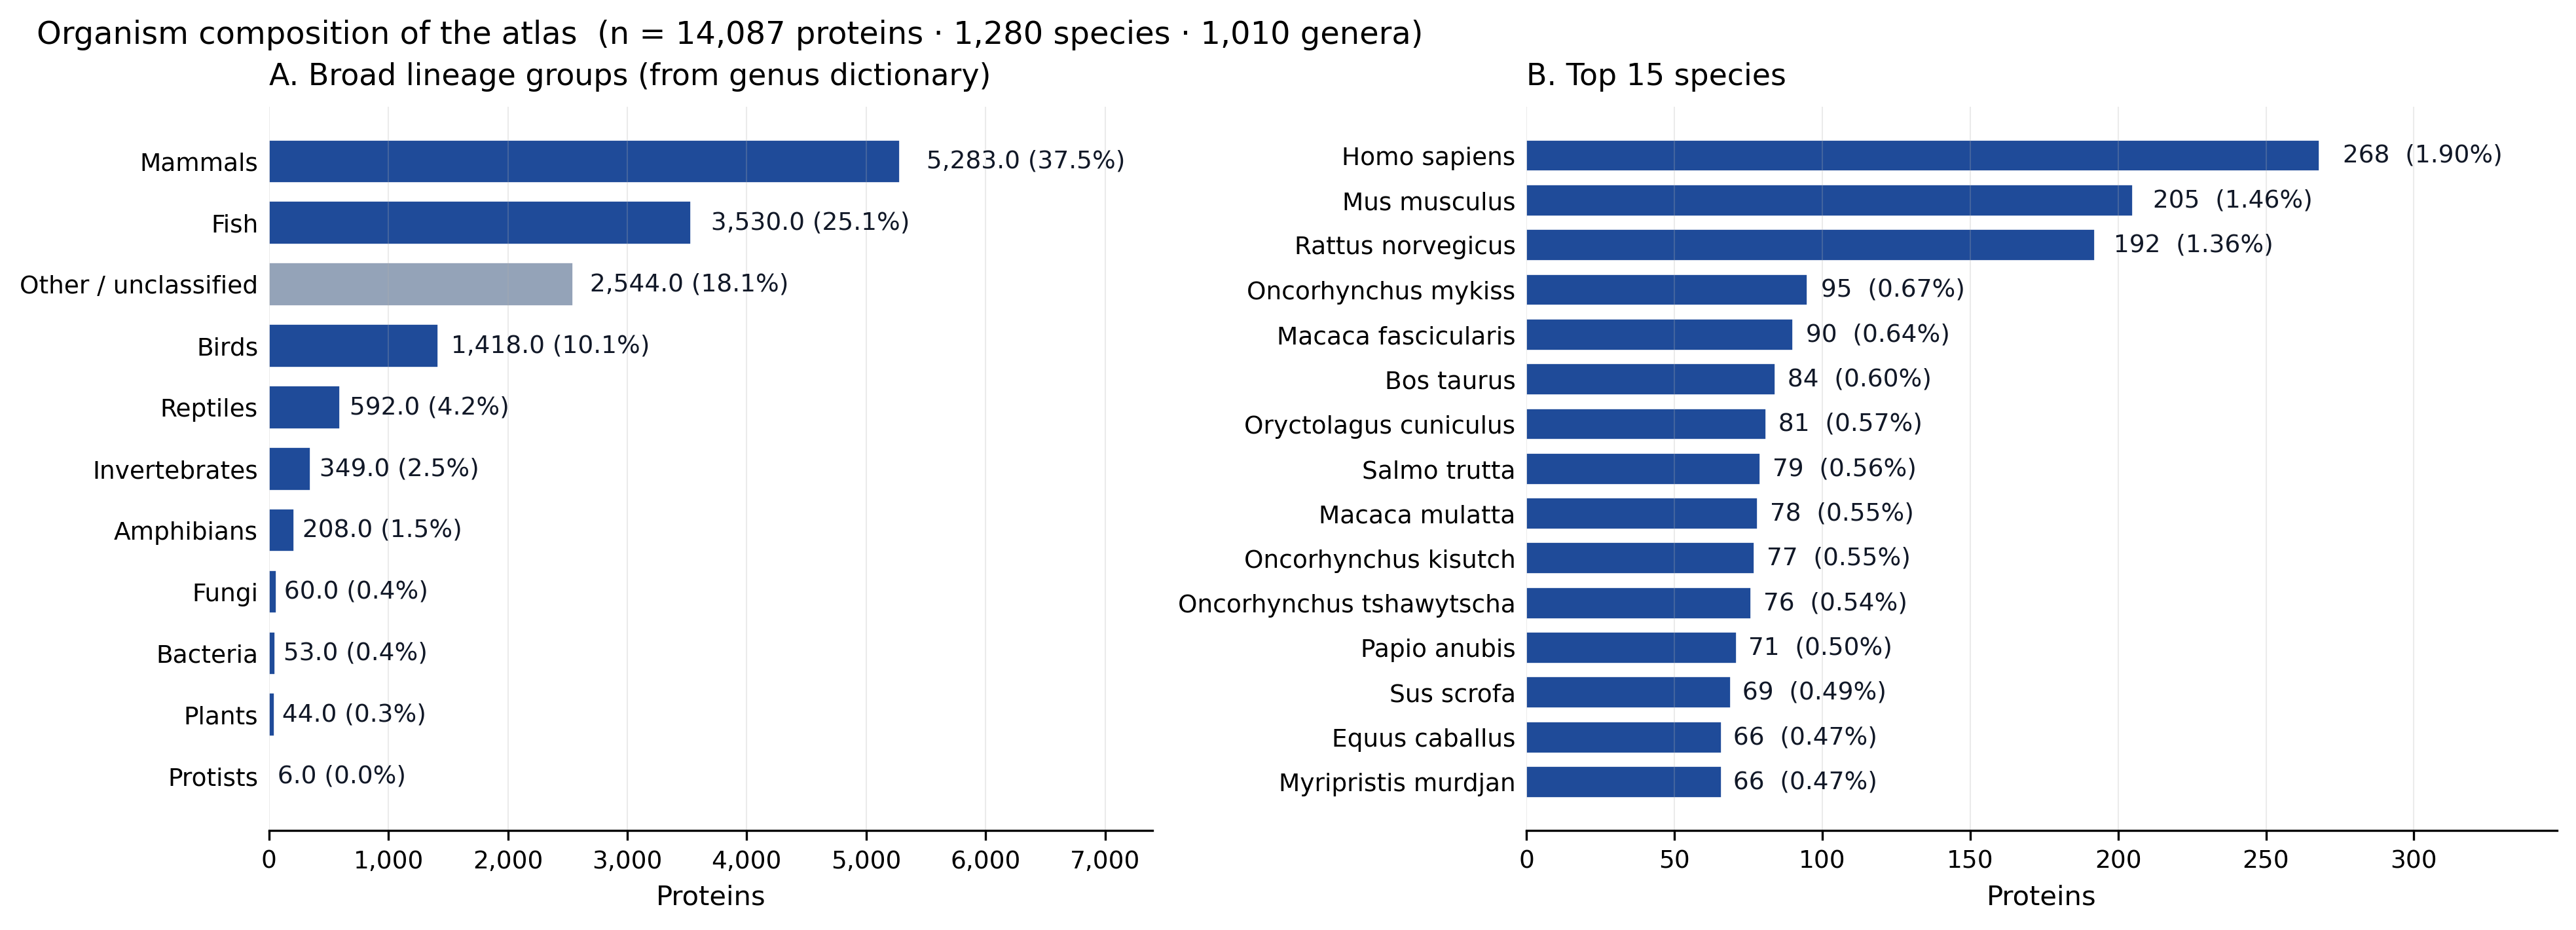 Organism composition of the atlas  (n = 14,087 proteins · 1,280 species · 1,010 genera)
A. Broad lineage groups (from genus dictionary)
Mammals 5,283.0 (37.5%)
Fish 3,530.0 (25.1%)
Other / unclassified 2,544.0 (18.1%)
Birds 1,418.0 (10.1%)
Reptiles 592.0 (4.2%)
Invertebrates 349.0 (2.5%)
Amphibians 208.0 (1.5%)
Fungi 60.0 (0.4%)
Bacteria 53.0 (0.4%)
Plants 44.0 (0.3%)
Protists 6.0 (0.0%)
0 1,000 2,000 3,000 4,000 5,000 6,000 7,000
Proteins
B. Top 15 species
Homo sapiens 268  (1.90%)
Mus musculus 205  (1.46%)
Rattus norvegicus 192  (1.36%)
Oncorhynchus mykiss 95  (0.67%)
Macaca fascicularis 90  (0.64%)
Bos taurus 84  (0.60%)
Oryctolagus cuniculus 81  (0.57%)
Salmo trutta 79  (0.56%)
Macaca mulatta 78  (0.55%)
Oncorhynchus kisutch 77  (0.55%)
Oncorhynchus tshawytscha 76  (0.54%)
Papio anubis 71  (0.50%)
Sus scrofa 69  (0.49%)
Equus caballus 66  (0.47%)
Myripristis murdjan 66  (0.47%)
0 50 100 150 200 250 300
Proteins